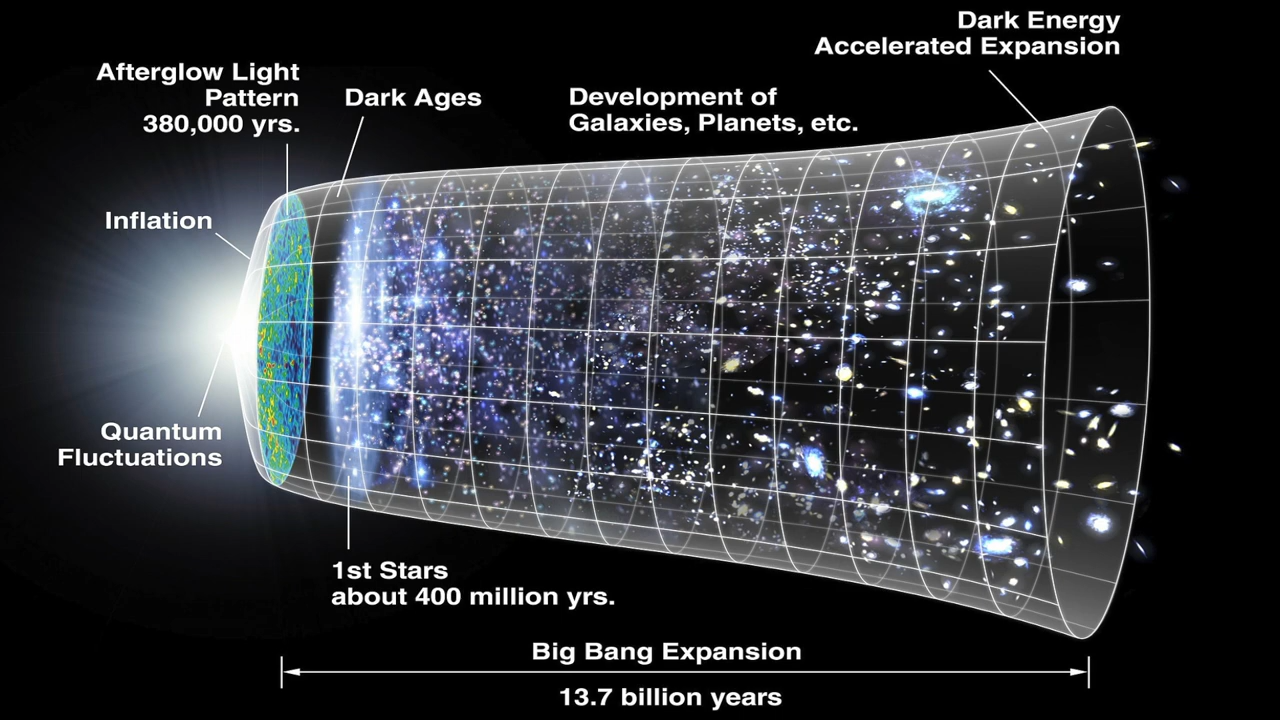 Dark Energy
Accelerated Expansion
Afterglow Light
Pattern
380,000 yrs.
Dark Ages
Development of
Galaxies, Planets, etc.
Inflation
Quantum
Fluctuations
1st Stars
about 400 million yrs.
Big Bang Expansion
13.7 billion years